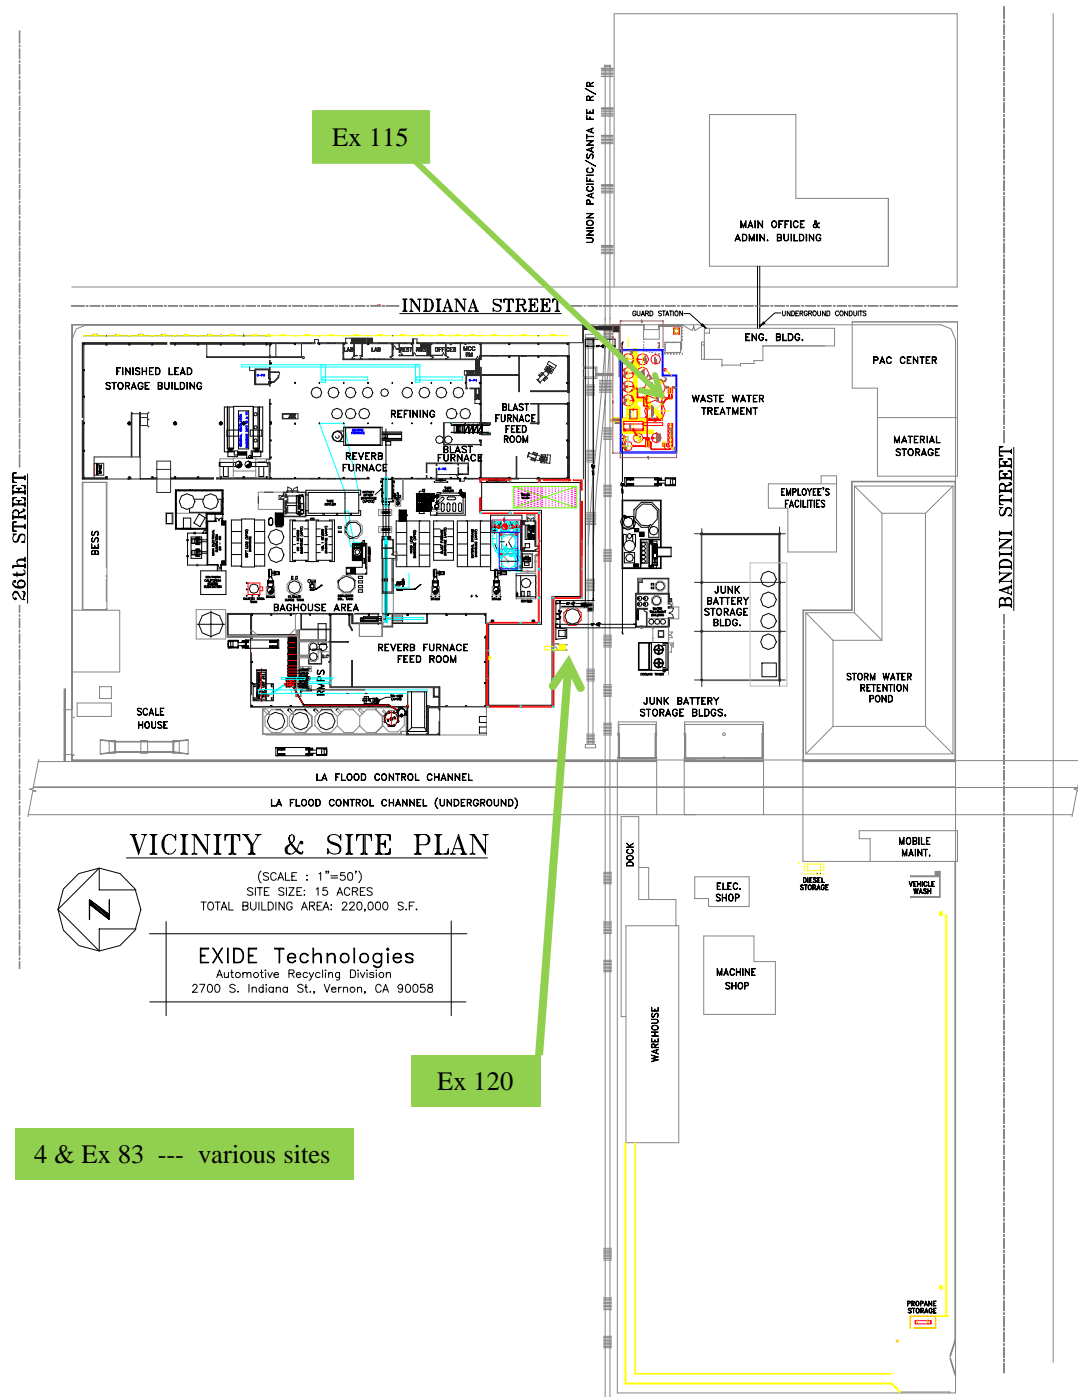 Ex 115
UNION PACIFIC/SANTA FE R/R
MAIN OFFICE &
ADMIN. BUILDING
INDIANA STREET
GUARD STATION
UNDERGROUND CONDUITS
ENG. BLDG.
PAC CENTER
FINISHED LEAD
STORAGE BUILDING
LAB
LAB
REST
RMS
OFFICES
MCC
RM
REFINING
BLAST
FURNACE
FEED
ROOM
WASTE WATER
TREATMENT
REVERB
FURNACE
BLAST
FURNACE
MATERIAL
STORAGE
26th STREET
BESS
EMPLOYEE'S
FACILITIES
BANDINI STREET
BAGHOUSE AREA
JUNK
BATTERY
STORAGE
BLDG.
REVERB FURNACE
FEED ROOM
RMPS
STORM WATER
RETENTION
POND
SCALE
HOUSE
JUNK BATTERY
STORAGE BLDGS.
LA FLOOD CONTROL CHANNEL
LA FLOOD CONTROL CHANNEL (UNDERGROUND)
VICINITY & SITE PLAN
(SCALE : 1"=50')
SITE SIZE: 15 ACRES
TOTAL BUILDING AREA: 220,000 S.F.
N
EXIDE Technologies
Automotive Recycling Division
2700 S. Indiana St., Vernon, CA 90058
DOCK
MOBILE
MAINT.
ELEC.
SHOP
DIESEL
STORAGE
VEHICLE
WASH
MACHINE
SHOP
WAREHOUSE
Ex 120
4 & Ex 83 --- various sites
PROPANE
STORAGE